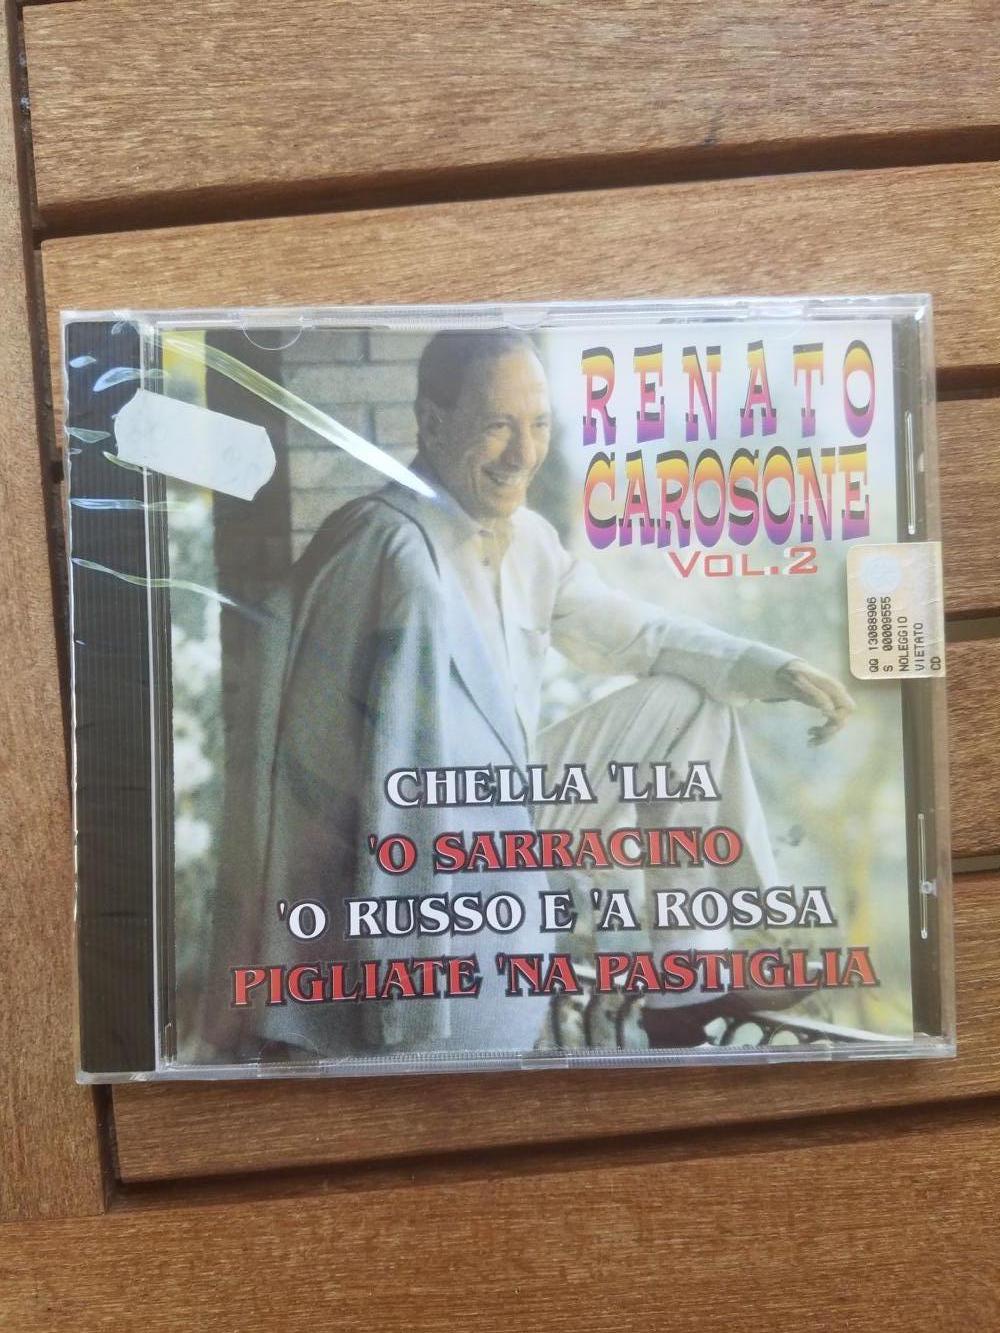 RENATO
CAROSONE
VOL.2
QQ 13088906
S 00009555
NOLEGGIO
VIETATO
CD
CHELLA 'LLA
'O SARRACINO
'O RUSSO E 'A ROSSA
PIGLIATE 'NA PASTIGLIA